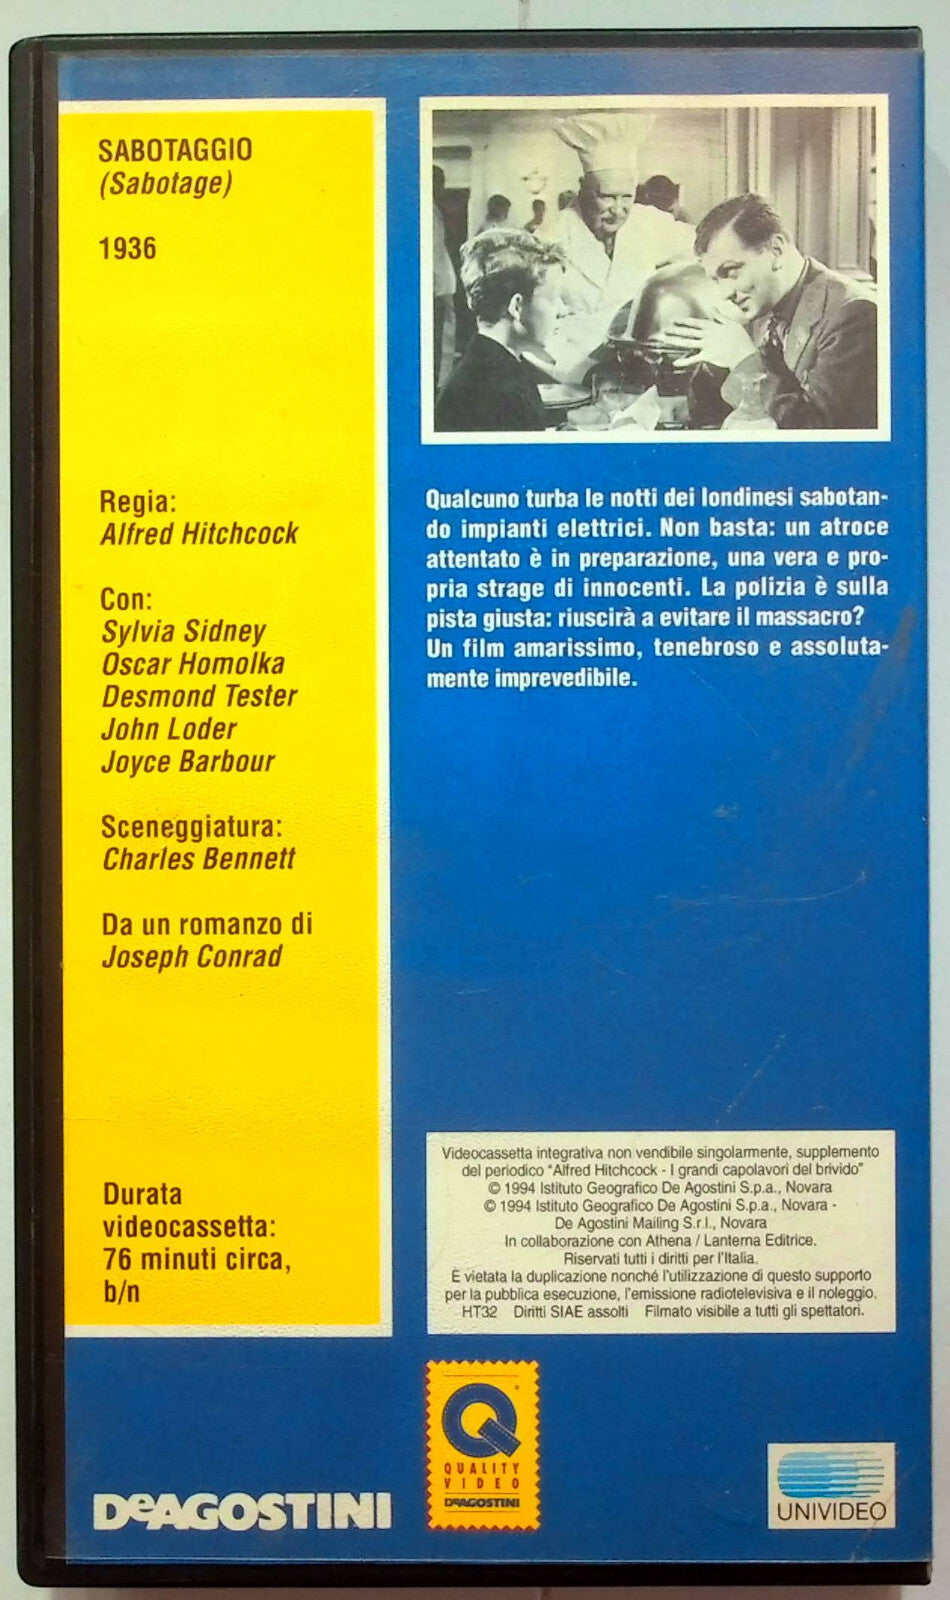 SABOTAGGIO
(Sabotage)
1936
Regia:
Alfred Hitchcock
Con:
Sylvia Sidney
Oscar Homolka
Desmond Tester
John Loder
Joyce Barbour
Sceneggiatura:
Charles Bennett
Da un romanzo di
Joseph Conrad
Durata
videocassetta:
76 minuti circa,
b/n
Qualcuno turba le notti dei londinesi sabotan-
do impianti elettrici. Non basta: un atroce
attentato è in preparazione, una vera e pro-
pria strage di innocenti. La polizia è sulla
pista giusta: riuscirà a evitare il massacro?
Un film amarissimo, tenebroso e assoluta-
mente imprevedibile.
Videocassetta integrativa non vendibile singolarmente, supplemento
del periodico "Alfred Hitchcock - I grandi capolavori del brivido"
© 1994 Istituto Geografico De Agostini S.p.a., Novara
© 1994 Istituto Geografico De Agostini S.p.a., Novara -
De Agostini Mailing S.r.l., Novara
In collaborazione con Athena / Lanterna Editrice.
Riservati tutti i diritti per l'Italia.
È vietata la duplicazione nonché l'utilizzazione di questo supporto
per la pubblica esecuzione, l'emissione radiotelevisiva e il noleggio.
HT32 Diritti SIAE assolti Filmato visibile a tutti gli spettatori.
DeAGOSTINI
Q
QUALITY
VIDEO
DeAGOSTINI
UNIVIDEO